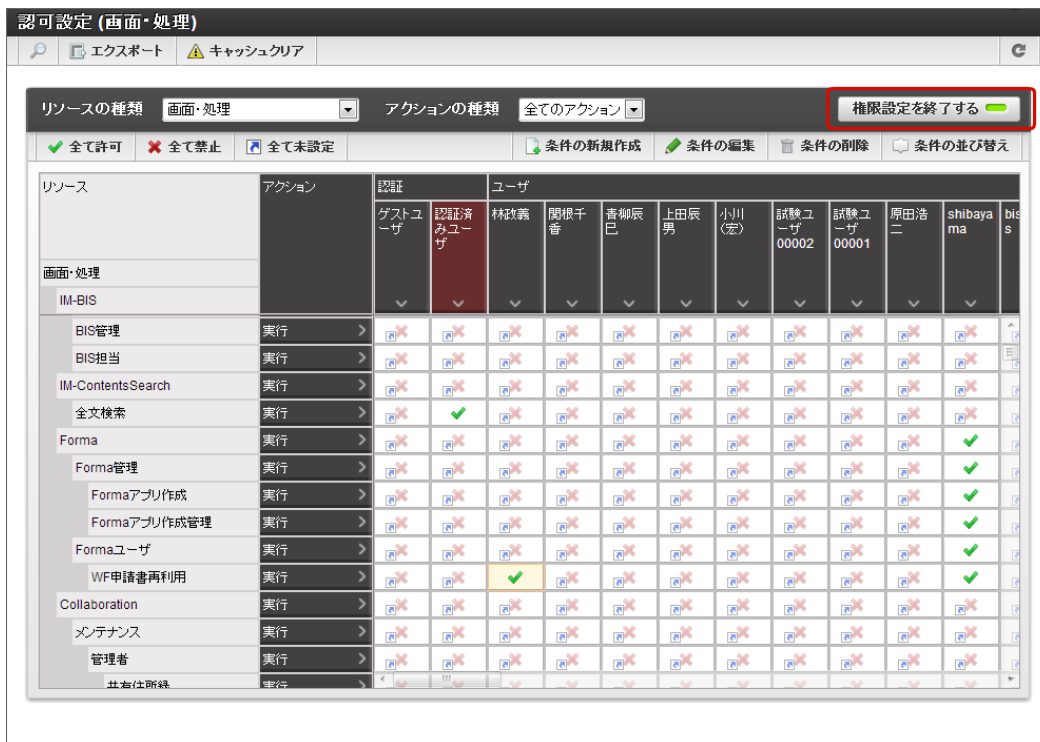 認可設定 (画面・処理)
エクスポート キャッシュクリア
リソースの種類 画面・処理 アクションの種類 全てのアクション 権限設定を終了する
全て許可 全て禁止 全て未設定 条件の新規作成 条件の編集 条件の削除 条件の並び替え
リソース アクション 認証 ユーザ
ゲストユーザ 認証済みユーザ 林政義 関根千香 青柳辰巳 上田辰男 小川(宏) 試験ユーザ00002 試験ユーザ00001 原田浩二 shibayama bis s
画面・処理
IM-BIS
BIS管理 実行
BIS担当 実行
IM-ContentsSearch 実行
全文検索 実行
Forma 実行
Forma管理 実行
Formaアプリ作成 実行
Formaアプリ作成管理 実行
Formaユーザ 実行
WF申請書再利用 実行
Collaboration 実行
メンテナンス 実行
管理者 実行
共有住所録 実行